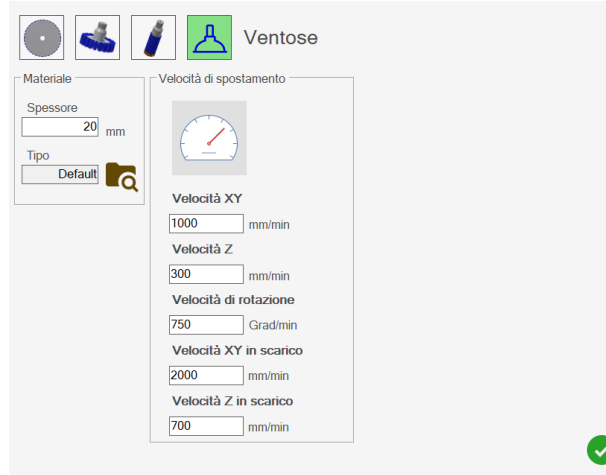 Ventose
Materiale
Spessore
20 mm
Tipo
Default
Velocità di spostamento
Velocità XY
1000 mm/min
Velocità Z
300 mm/min
Velocità di rotazione
750 Grad/min
Velocità XY in scarico
2000 mm/min
Velocità Z in scarico
700 mm/min